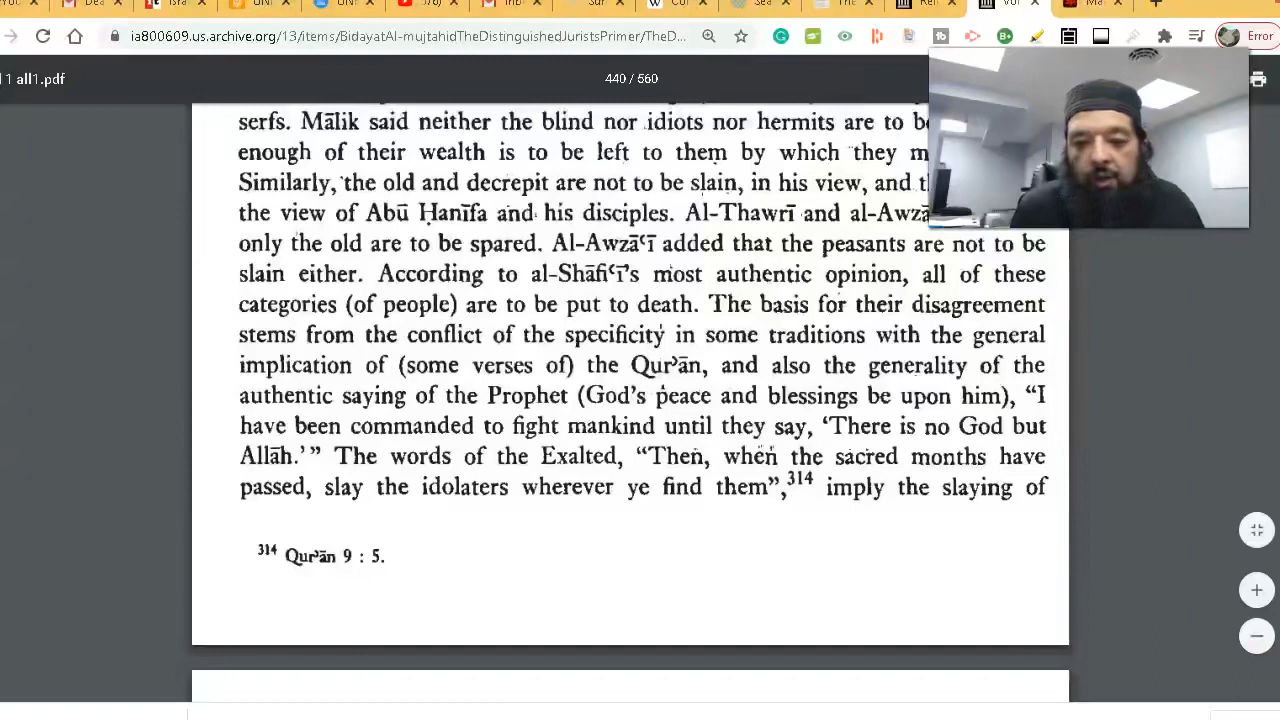 ia800609.us.archive.org/13/items/BidayatAl-mujtahidTheDistinguishedJuristsPrimer/TheD...
Error
1 all1.pdf
440 / 560
serfs. Mālik said neither the blind nor idiots nor hermits are to
enough of their wealth is to be left to them by which they
Similarly, the old and decrepit are not to be slain, in his view, and
the view of Abū Ḥanīfa and his disciples. Al-Thawrī and
only the old are to be spared. Al-Awzāʿī added that the peasants are not to be
slain either. According to al-Shāfiʿī's most authentic opinion, all of these
categories (of people) are to be put to death. The basis for their disagreement
stems from the conflict of the specificity in some traditions with the general
implication of (some verses of) the Qurʾān, and also the generality of the
authentic saying of the Prophet (God's peace and blessings be upon him), “I
have been commanded to fight mankind until they say, ‘There is no God but
Allāh.’” The words of the Exalted, “Then, when the sacred months have
passed, slay the idolaters wherever ye find them”,314 imply the slaying of
314 Qurʾān 9 : 5.